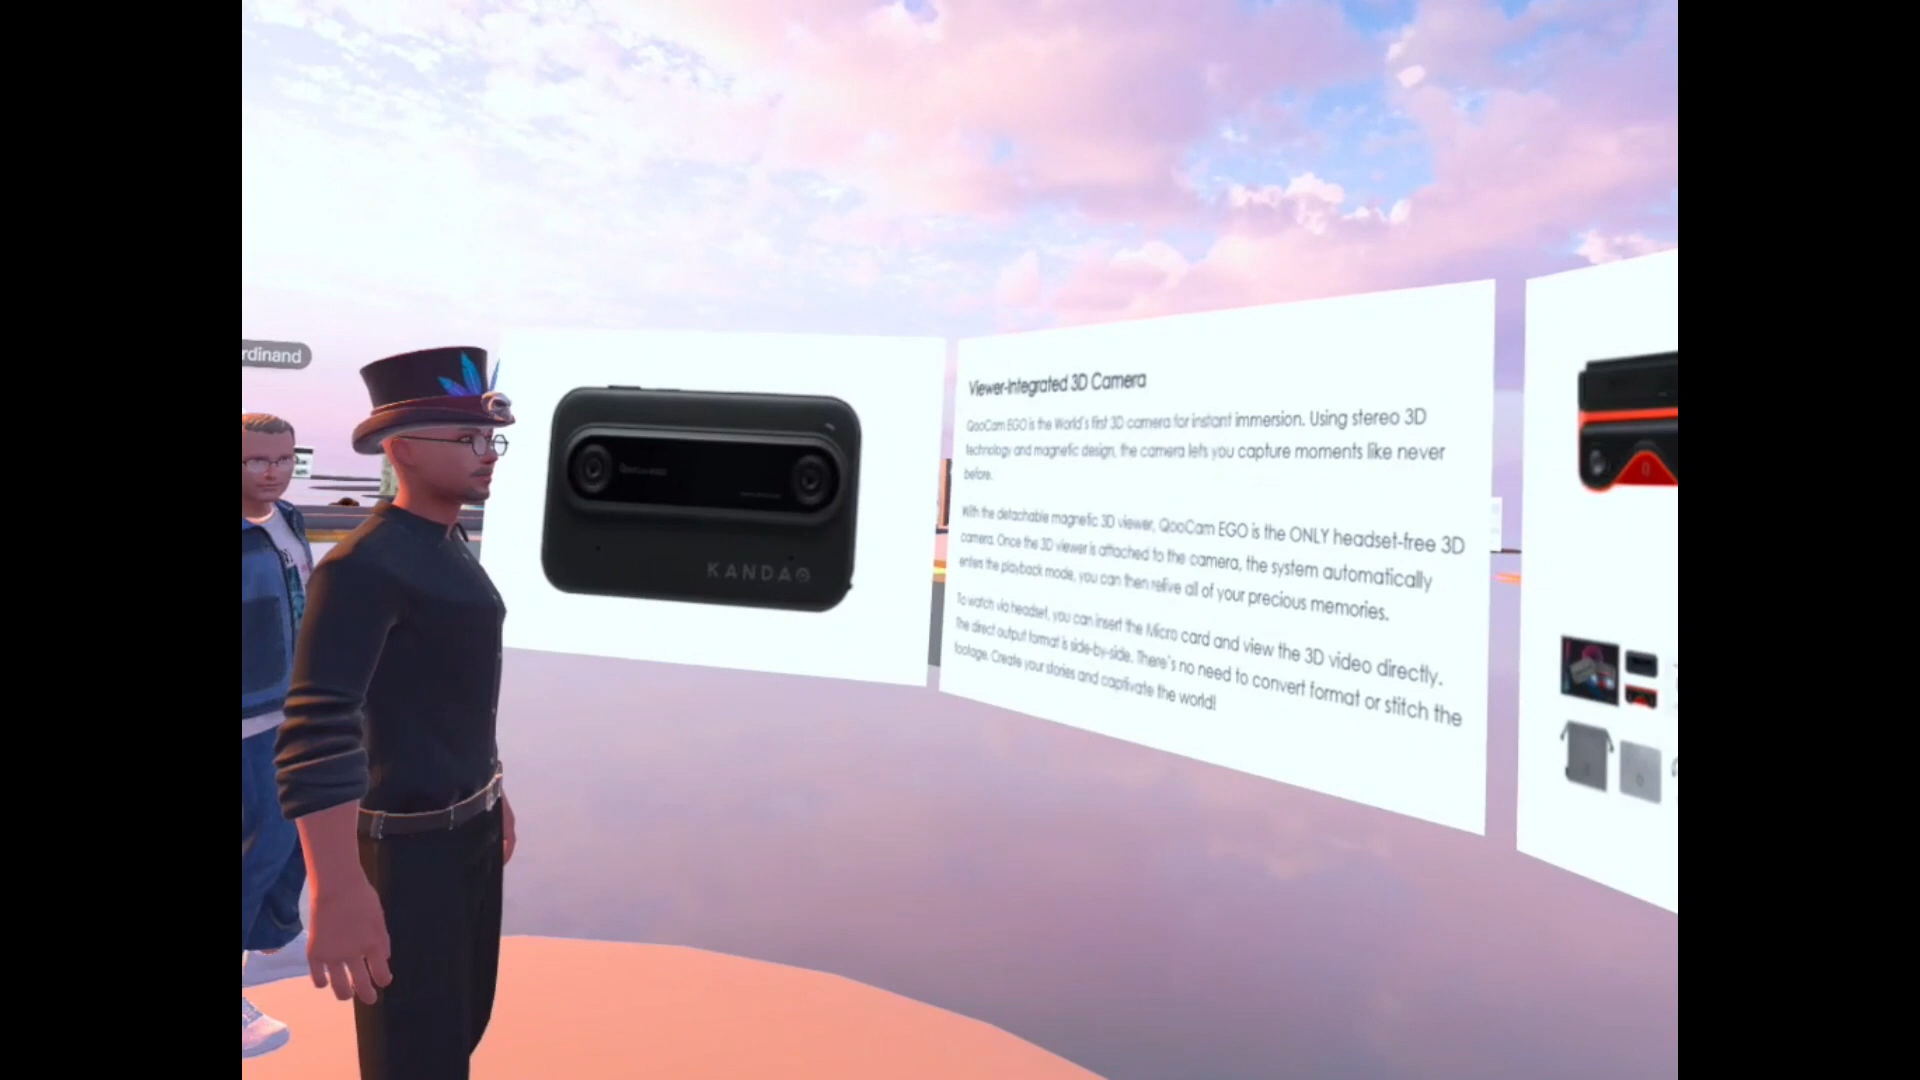 rdinand
KANDAO
Viewer-Integrated 3D Camera
QooCam EGO is the World's first 3D camera for instant immersion. Using stereo 3D
technology and magnetic design, the camera lets you capture moments like never
before.
With the detachable magnetic 3D viewer, QooCam EGO is the ONLY headset-free 3D
camera. Once the 3D viewer is attached to the camera, the system automatically
enters the playback mode, you can then relive all of your precious memories.
To watch via headset, you can insert the Micro card and view the 3D video directly.
The direct output format is side-by-side. There's no need to convert format or stitch the
footage. Create your stories and captivate the world!